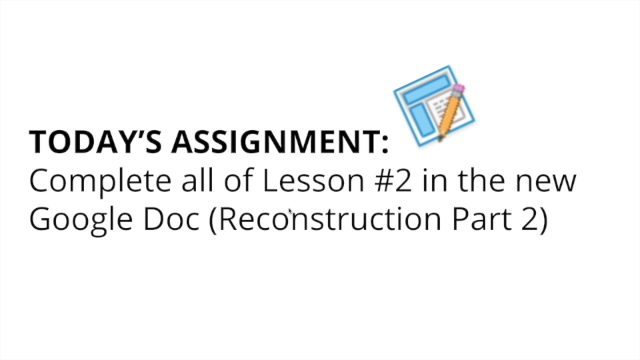 TODAY’S ASSIGNMENT:
Complete all of Lesson #2 in the new
Google Doc (Reconstruction Part 2)